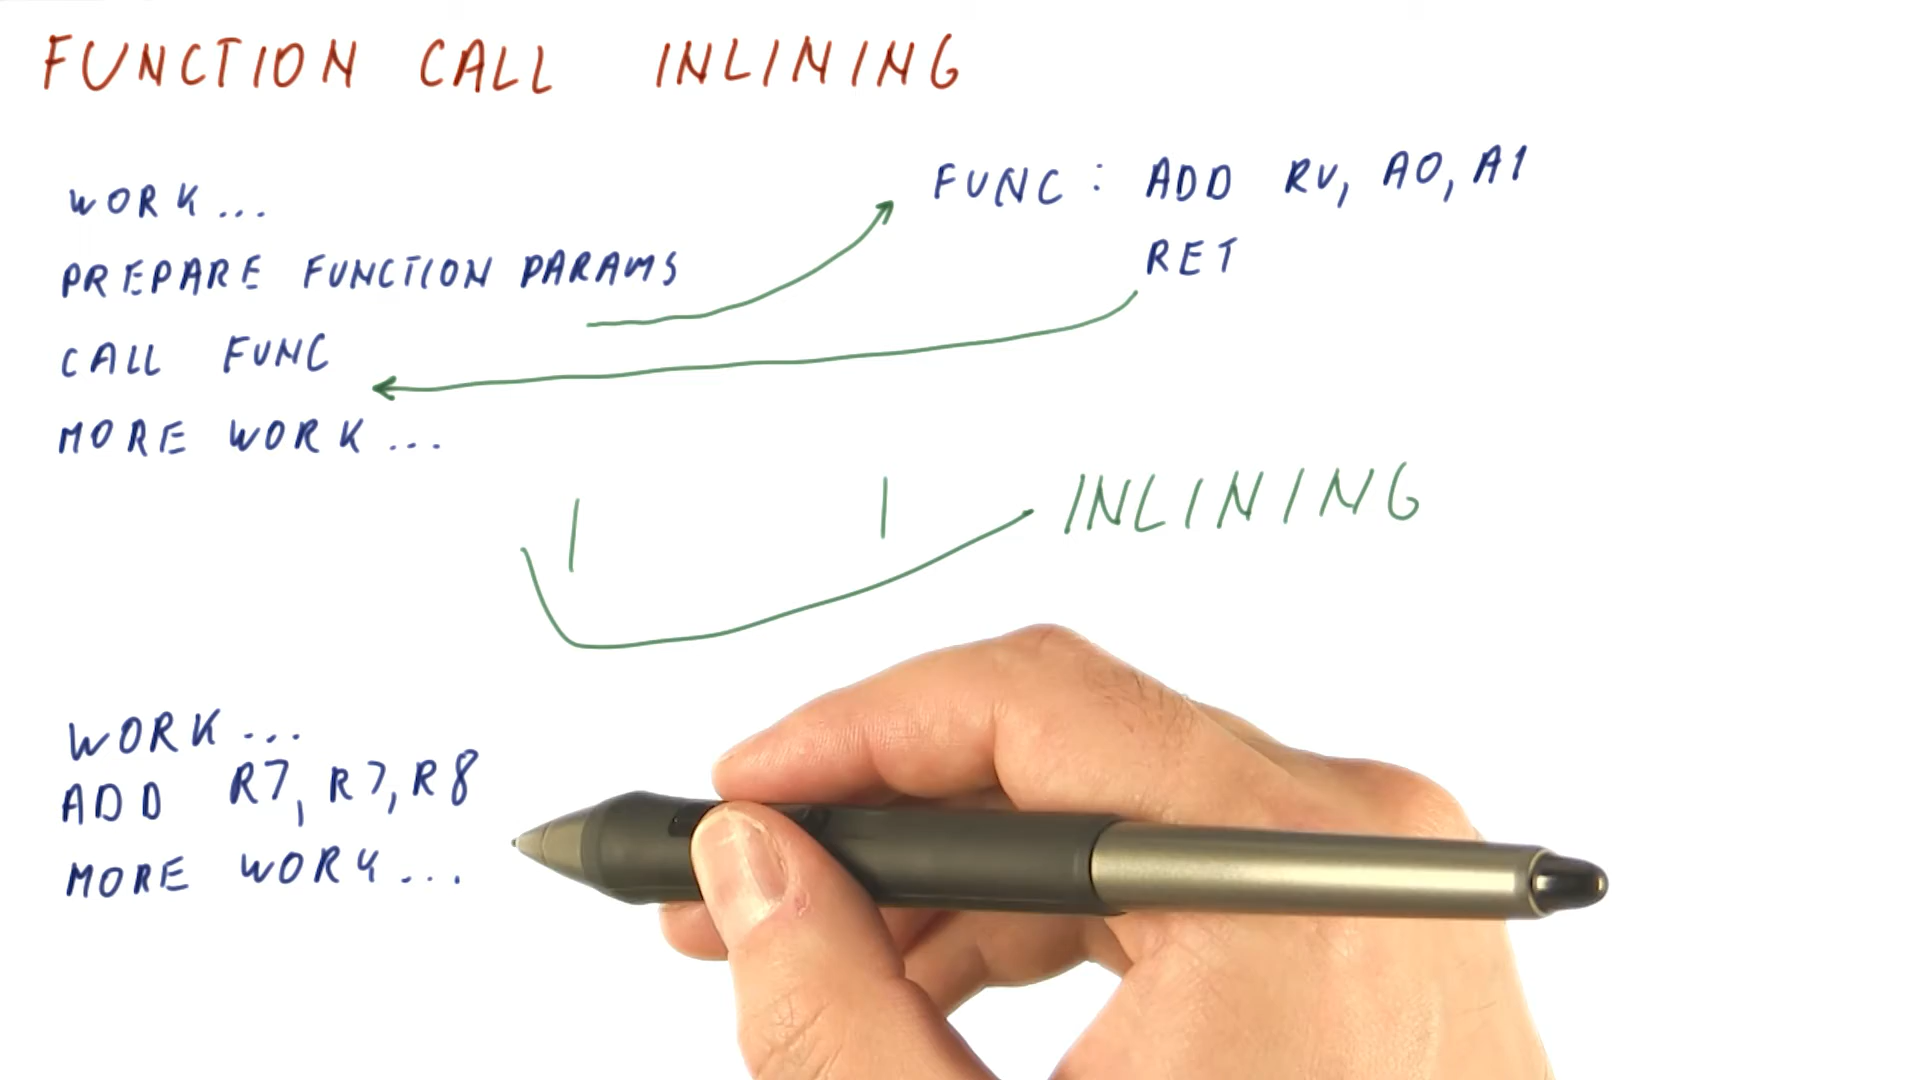 FUNCTION CALL INLINING
WORK...
PREPARE FUNCTION PARAMS
CALL FUNC
MORE WORK...
FUNC: ADD RV, A0, A1
RET
INLINING
WORK...
ADD R7, R7, R8
MORE WORK...